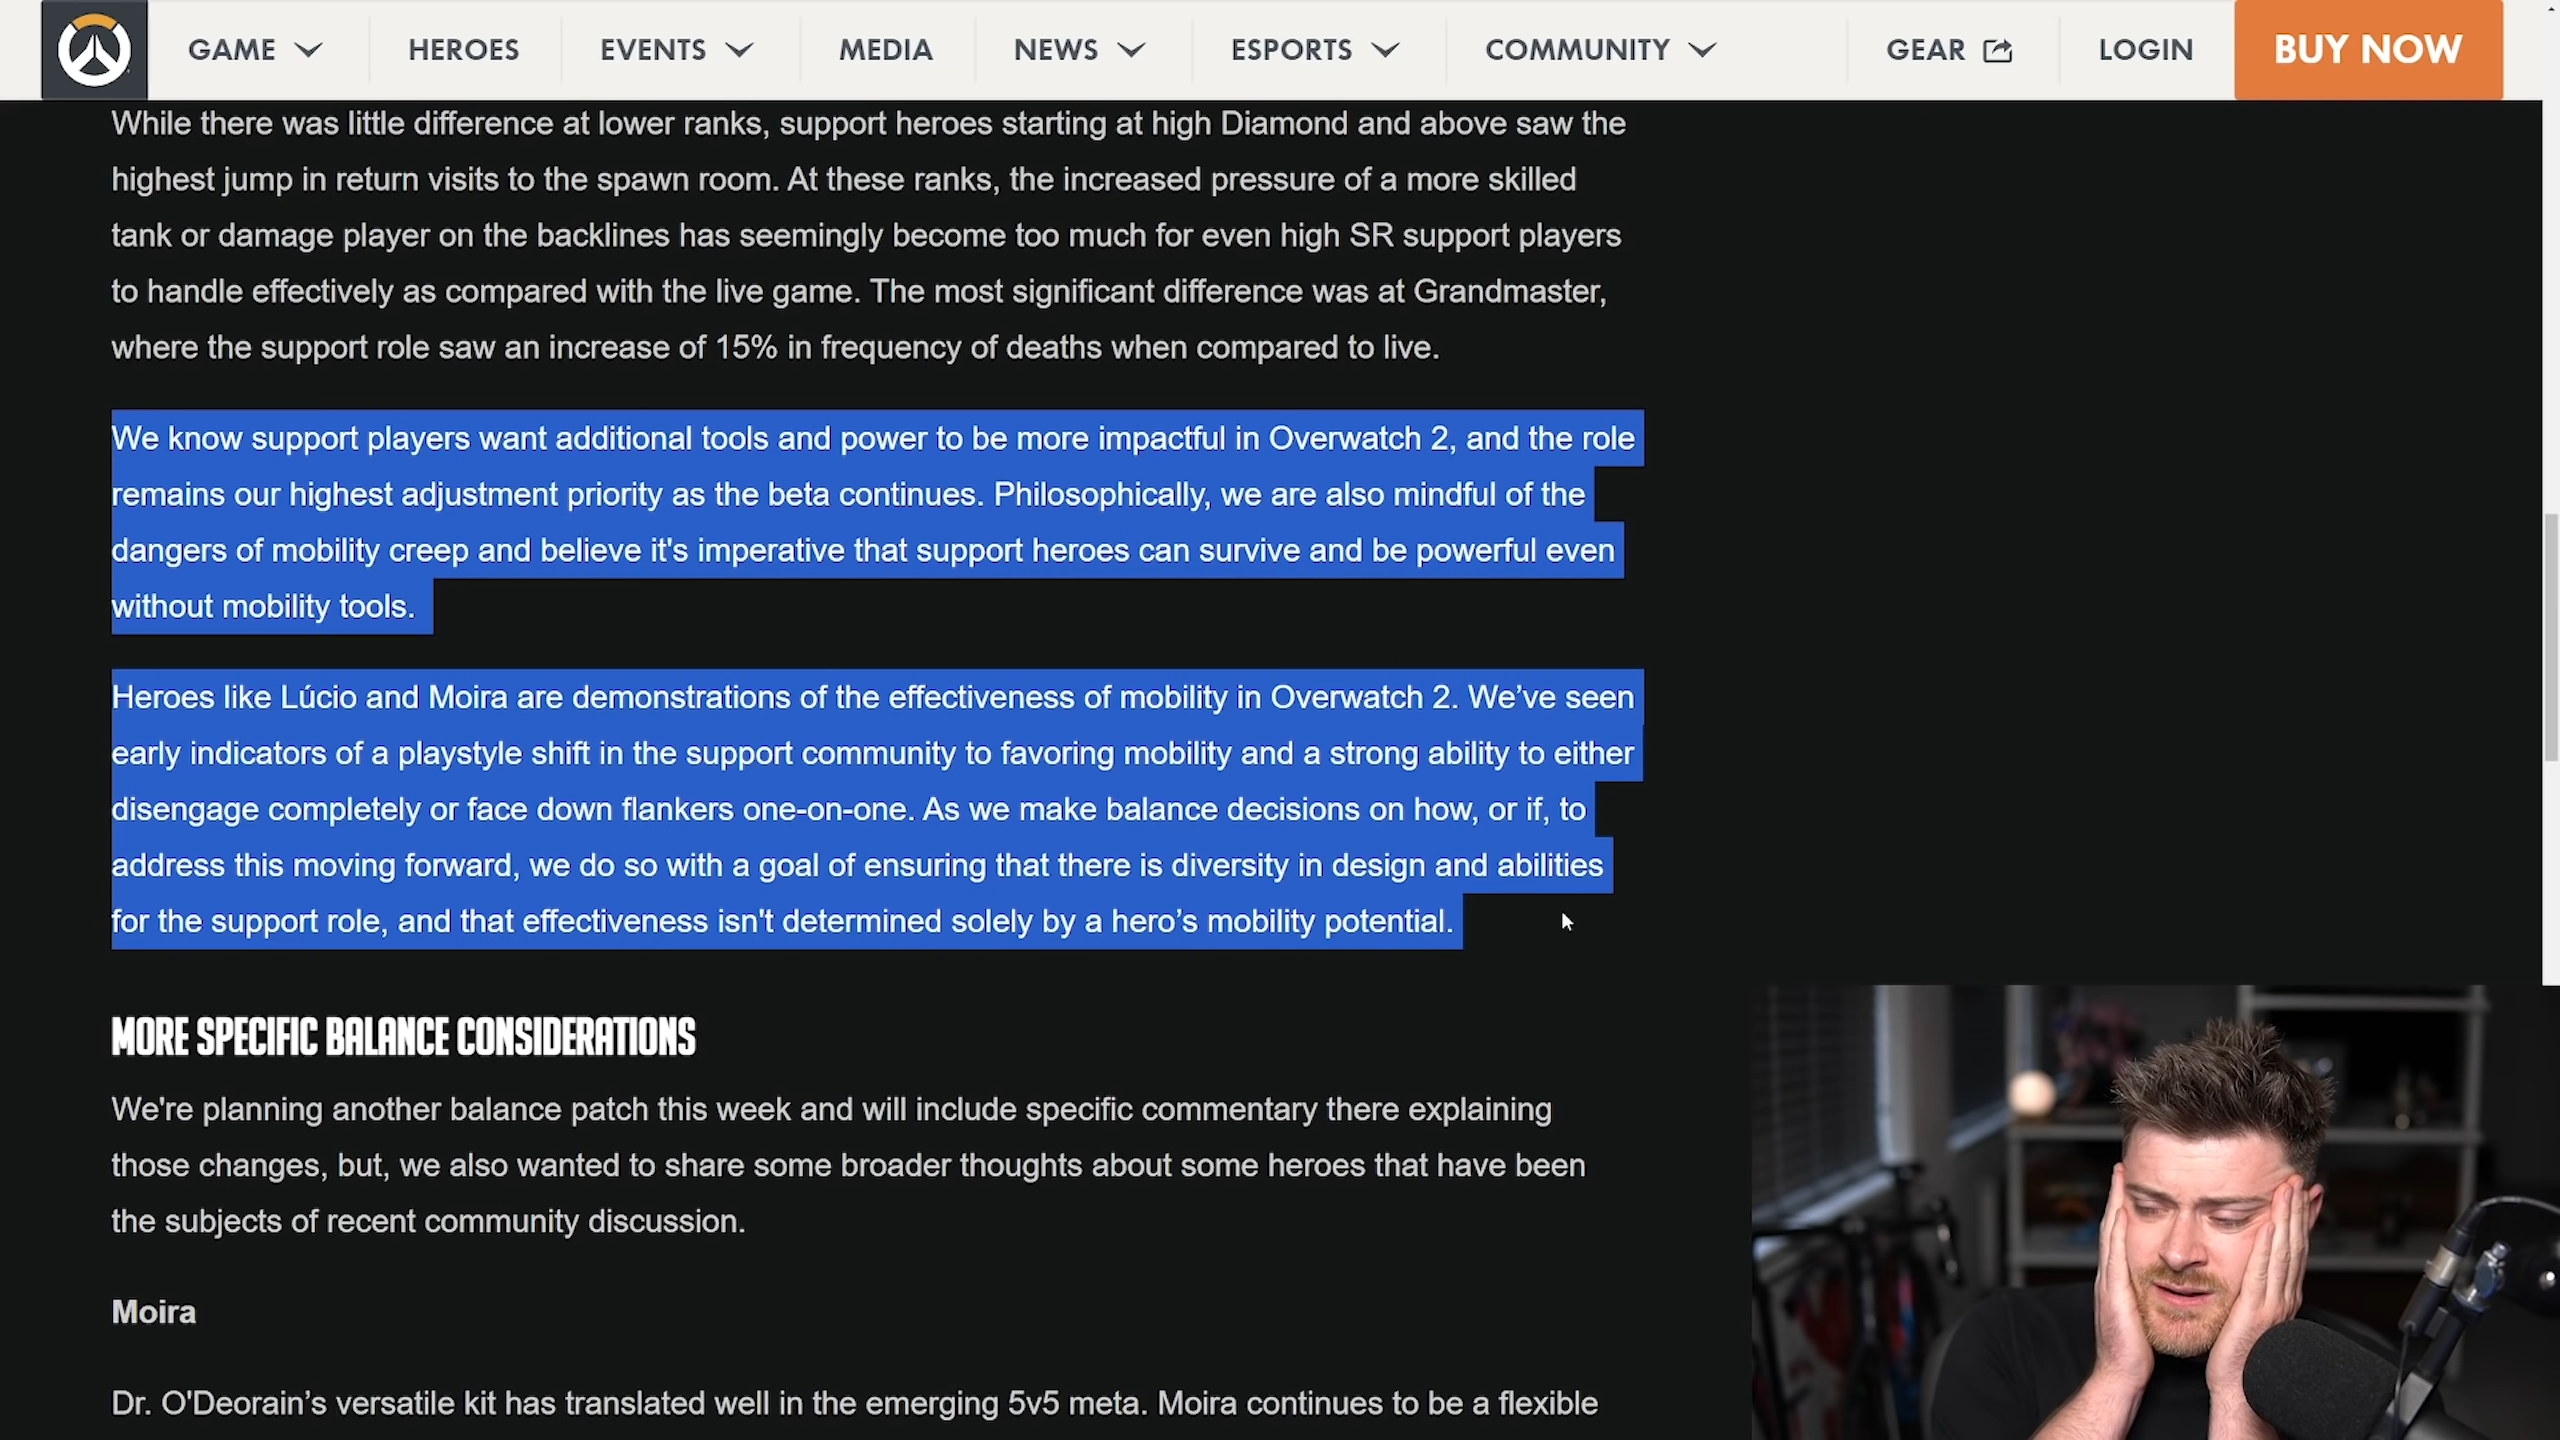 GAME HEROES EVENTS MEDIA NEWS ESPORTS COMMUNITY GEAR LOGIN BUY NOW
While there was little difference at lower ranks, support heroes starting at high Diamond and above saw the
highest jump in return visits to the spawn room. At these ranks, the increased pressure of a more skilled
tank or damage player on the backlines has seemingly become too much for even high SR support players
to handle effectively as compared with the live game. The most significant difference was at Grandmaster,
where the support role saw an increase of 15% in frequency of deaths when compared to live.
We know support players want additional tools and power to be more impactful in Overwatch 2, and the role
remains our highest adjustment priority as the beta continues. Philosophically, we are also mindful of the
dangers of mobility creep and believe it's imperative that support heroes can survive and be powerful even
without mobility tools.
Heroes like Lúcio and Moira are demonstrations of the effectiveness of mobility in Overwatch 2. We’ve seen
early indicators of a playstyle shift in the support community to favoring mobility and a strong ability to either
disengage completely or face down flankers one-on-one. As we make balance decisions on how, or if, to
address this moving forward, we do so with a goal of ensuring that there is diversity in design and abilities
for the support role, and that effectiveness isn't determined solely by a hero’s mobility potential.
MORE SPECIFIC BALANCE CONSIDERATIONS
We're planning another balance patch this week and will include specific commentary there explaining
those changes, but, we also wanted to share some broader thoughts about some heroes that have been
the subjects of recent community discussion.
Moira
Dr. O'Deorain’s versatile kit has translated well in the emerging 5v5 meta. Moira continues to be a flexible